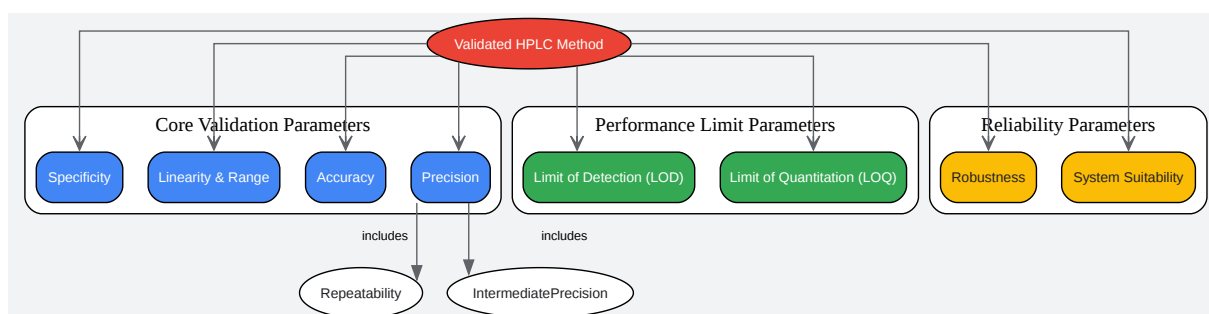 Validated HPLC Method
Core Validation Parameters
Performance Limit Parameters
Reliability Parameters
Specificity
Linearity & Range
Accuracy
Precision
Limit of Detection (LOD)
Limit of Quantitation (LOQ)
Robustness
System Suitability
includes
includes
Repeatability
IntermediatePrecision